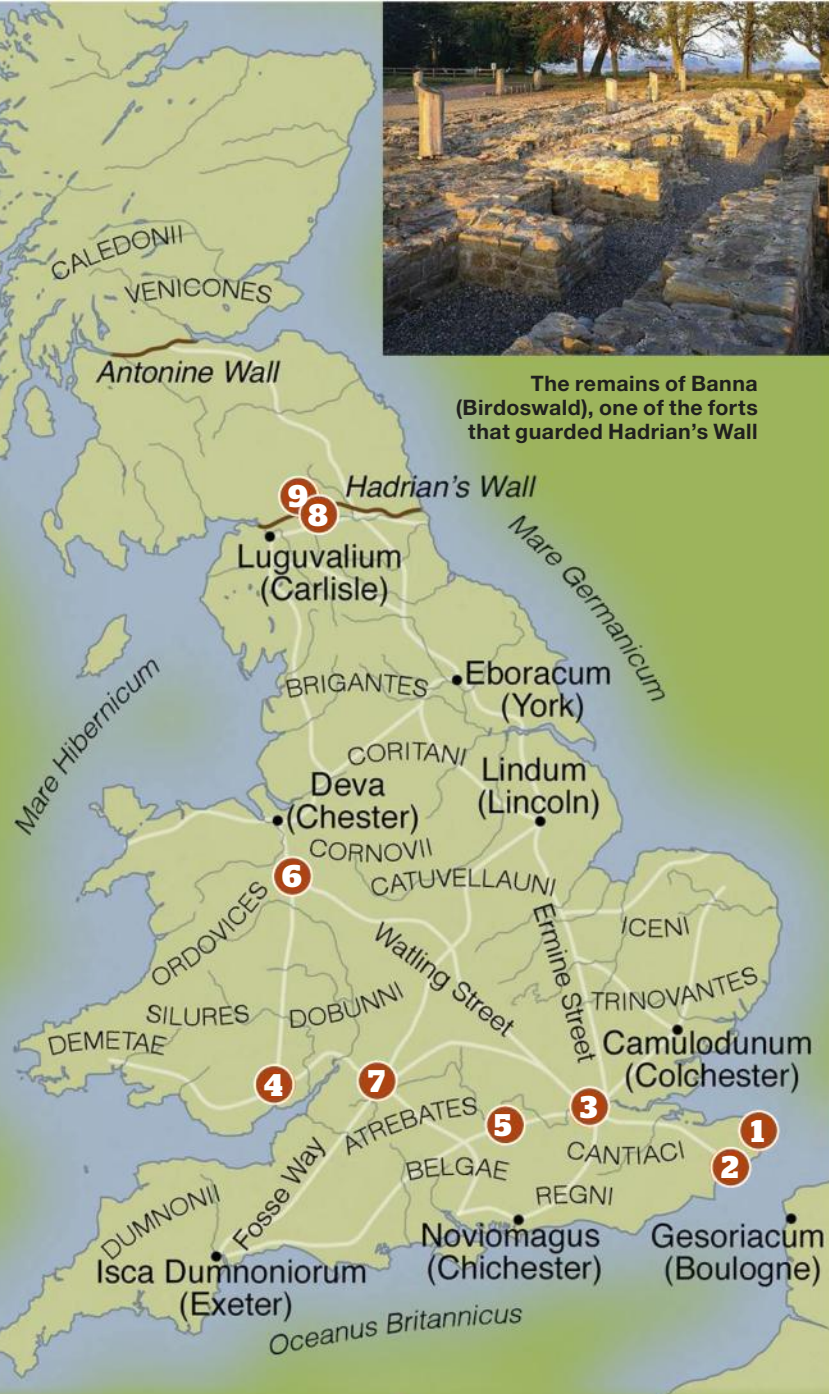 The remains of Banna
(Birdoswald), one of the forts
that guarded Hadrian's Wall
CALEDONII
VENICONES
Antonine Wall
9
8
Hadrian's Wall
Luguvalium
(Carlisle)
Mare Germanicum
Mare Hibernicum
BRIGANTES
Eboracum
(York)
CORITANI
Deva
(Chester)
Lindum
(Lincoln)
CORNOVII
6
CATUVELLAUNI
ORDOVICES
Watling Street
Ermine Street
ICENI
TRINOVANTES
SILURES
DOBUNNI
DEMETAE
Camulodunum
(Colchester)
4
7
3
5
1
2
ATREBATES
BELGAE
CANTIACI
REGNI
Fosse Way
DUMNONII
Isca Dumnoniorum
(Exeter)
Noviomagus
(Chichester)
Gesoriacum
(Boulogne)
Oceanus Britannicus